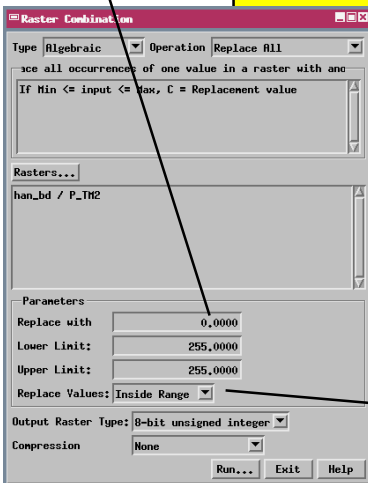 Raster Combination
Type Algebraic Operation Replace All
ace all occurrences of one value in a raster with ano
If Min <= input <= Max, C = Replacement value
Rasters...
han_bd / P_TM2
Parameters
Replace with 0.0000
Lower Limit: 255.0000
Upper Limit: 255.0000
Replace Values: Inside Range
Output Raster Type: 8-bit unsigned integer
Compression None
Run... Exit Help